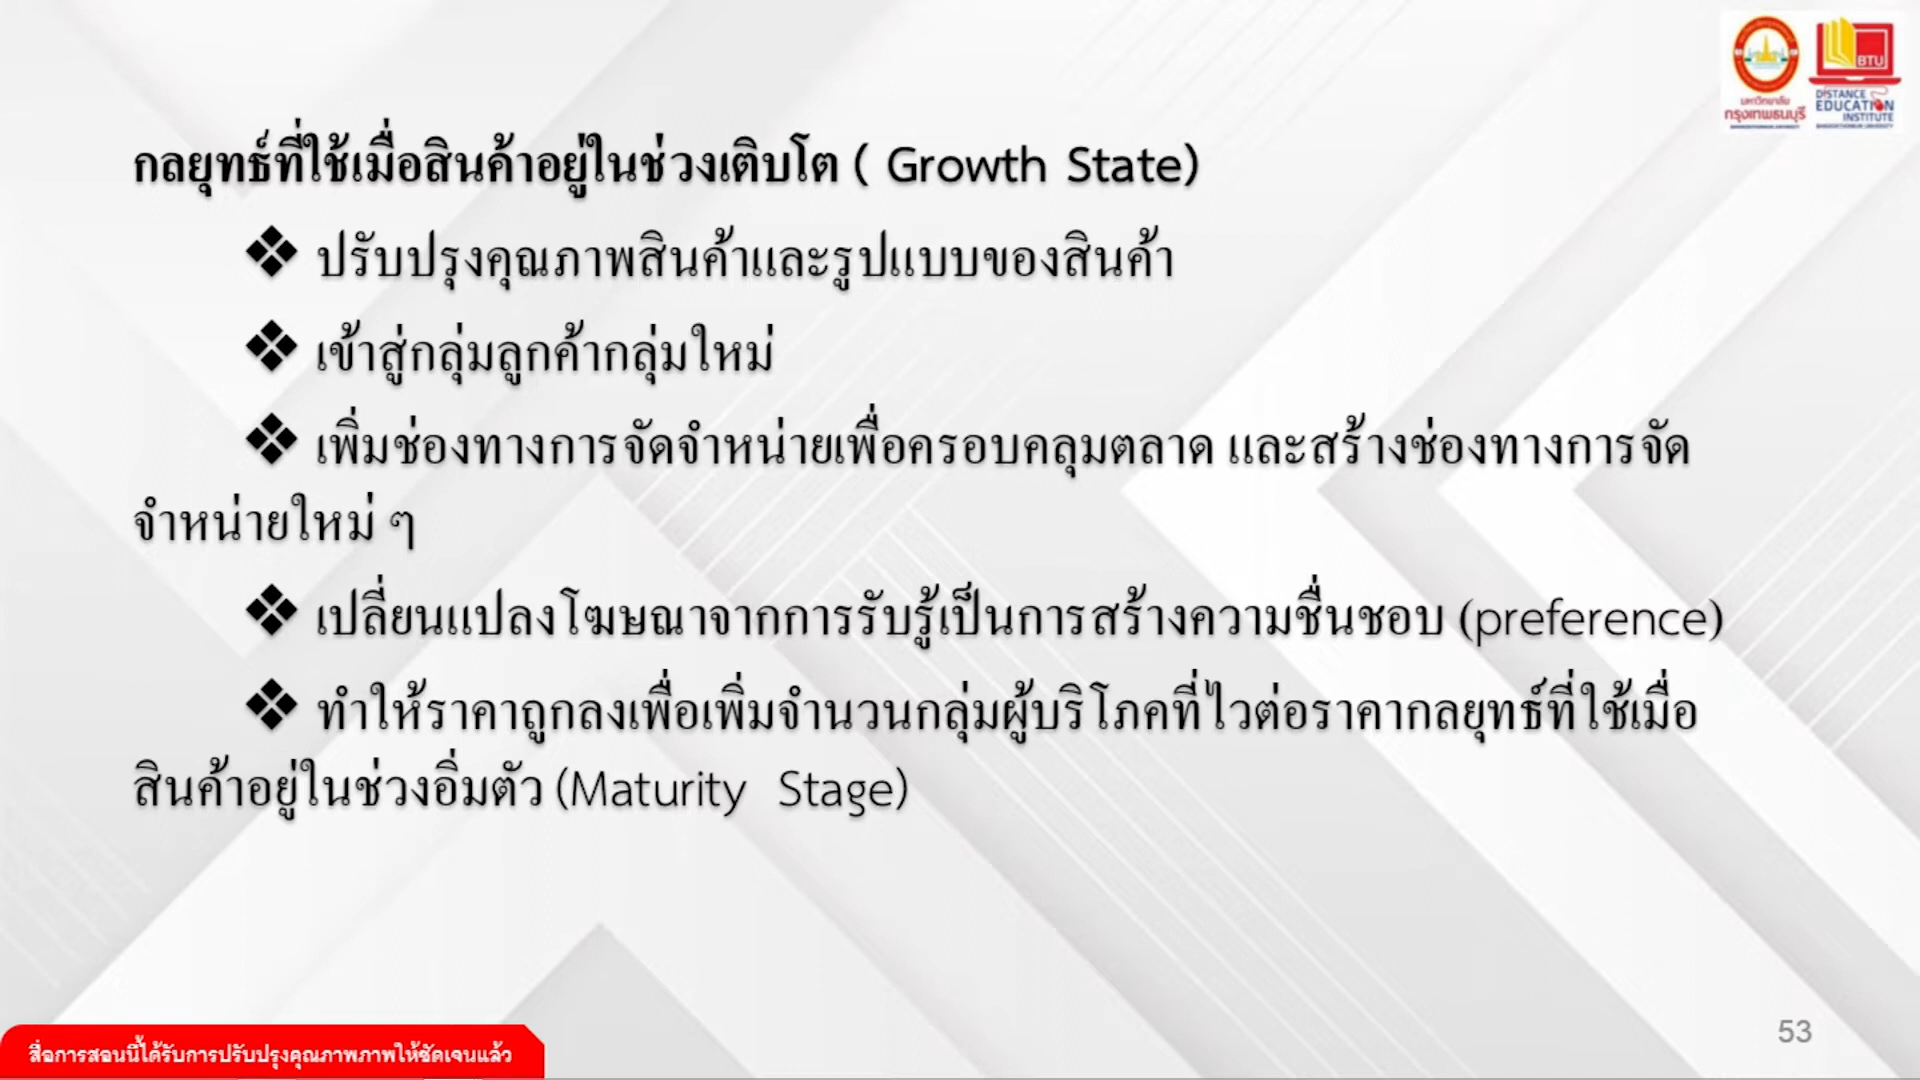 มหาวิทยาลัย
กรุงเทพธนบุรี
BTU
DISTANCE
EDUCATION
INSTITUTE
กลยุทธ์ที่ใช้เมื่อสินค้าอยู่ในช่วงเติบโต ( Growth State)
❖ ปรับปรุงคุณภาพสินค้าและรูปแบบของสินค้า
❖ เข้าสู่กลุ่มลูกค้ากลุ่มใหม่
❖ เพิ่มช่องทางการจัดจำหน่ายเพื่อครอบคลุมตลาด และสร้างช่องทางการจัด
จำหน่ายใหม่ ๆ
❖ เปลี่ยนแปลงโฆษณาจากการรับรู้เป็นการสร้างความชื่นชอบ (preference)
❖ ทำให้ราคาถูกลงเพื่อเพิ่มจำนวนกลุ่มผู้บริโภคที่ไวต่อราคากลยุทธ์ที่ใช้เมื่อ
สินค้าอยู่ในช่วงอิ่มตัว (Maturity Stage)
53
สื่อการสอนนี้ได้รับการปรับปรุงคุณภาพภาพให้ชัดเจนแล้ว